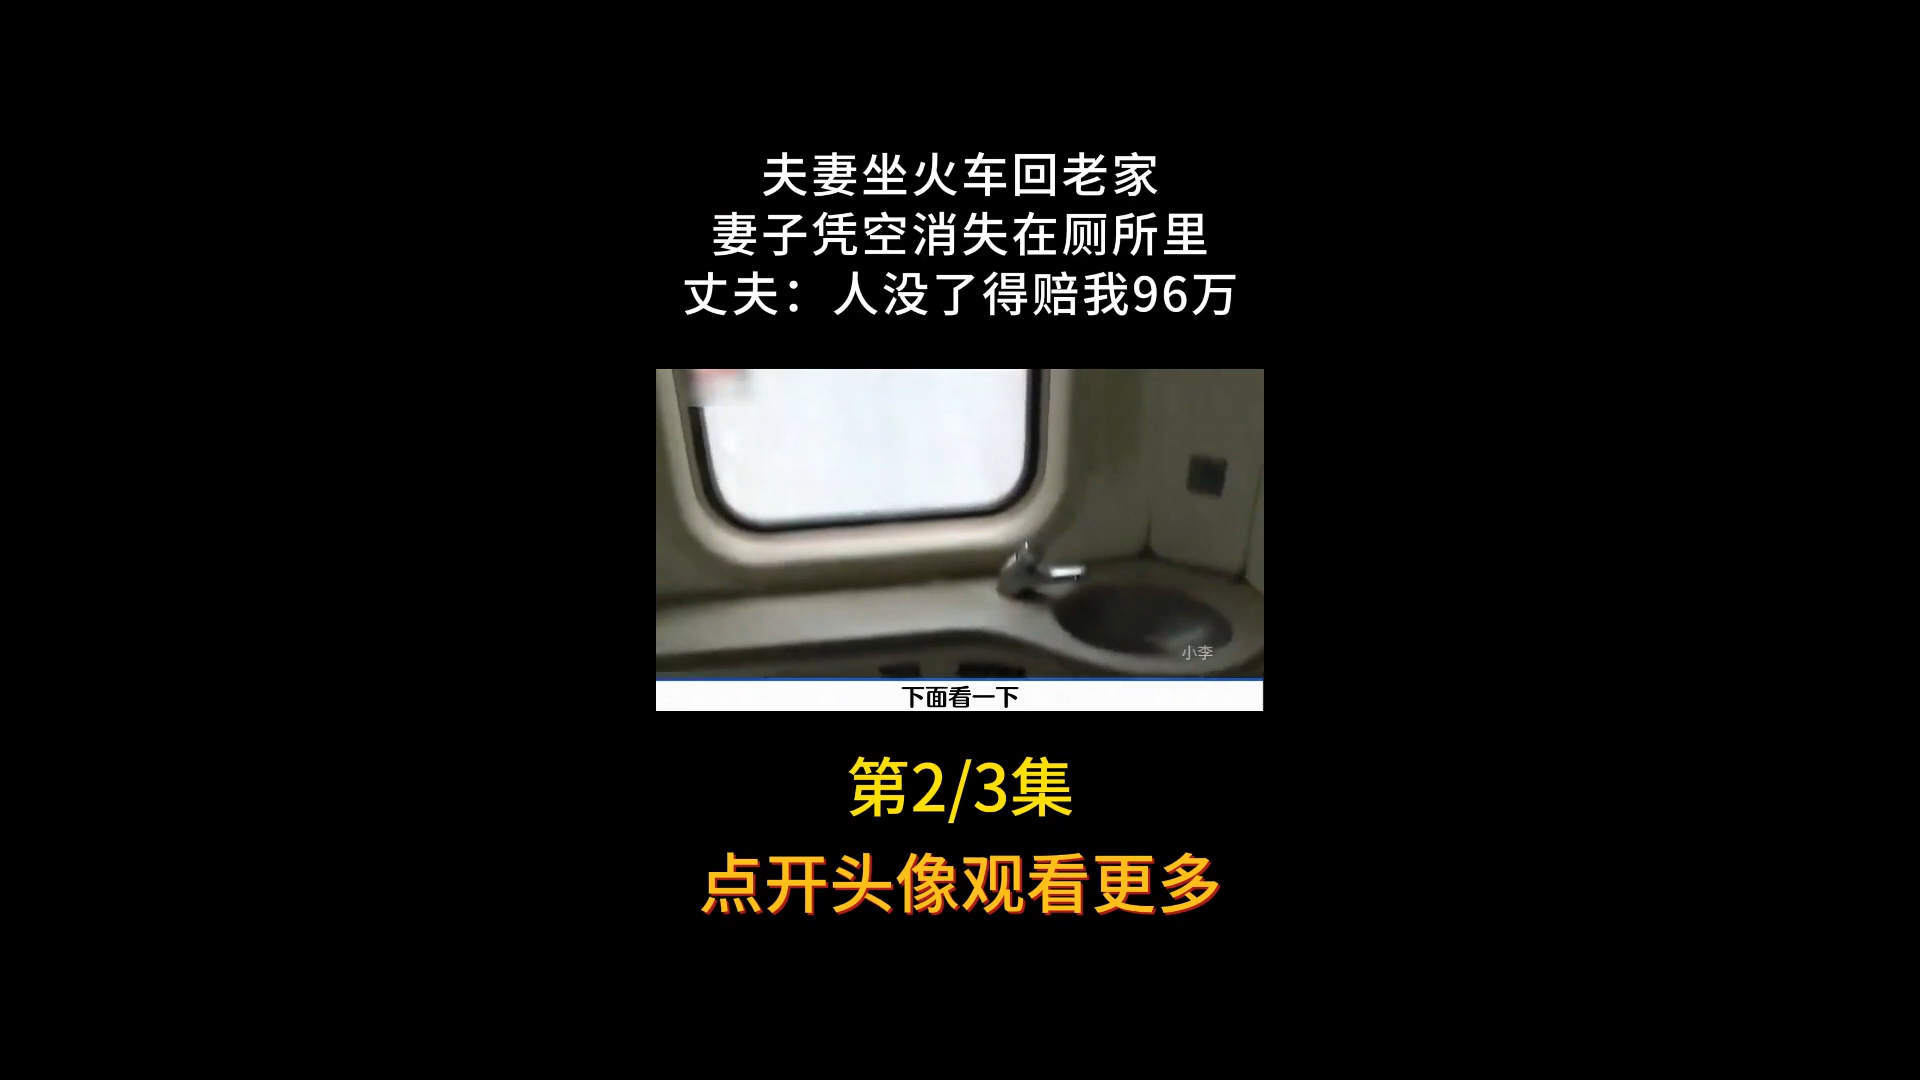 夫妻坐火车回老家
妻子凭空消失在厕所里
丈夫：人没了得赔我96万
小李
下面看一下
第2/3集
点开头像观看更多